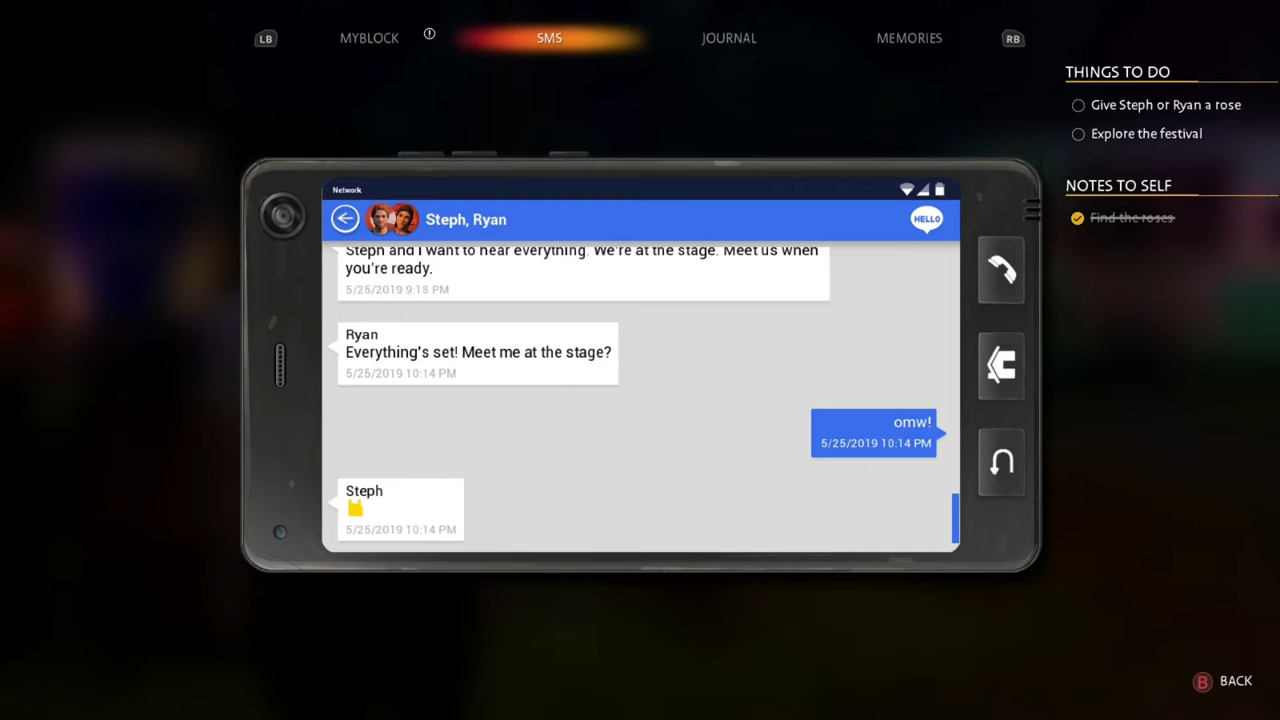 LB
MYBLOCK
SMS
JOURNAL
MEMORIES
RB
THINGS TO DO
Give Steph or Ryan a rose
Explore the festival
NOTES TO SELF
Find the roses
Network
Steph, Ryan
HELLO
Steph and I want to hear everything. We're at the stage. Meet us when
you're ready.
5/25/2019 9:18 PM
Ryan
Everything's set! Meet me at the stage?
5/25/2019 10:14 PM
omw!
5/25/2019 10:14 PM
Steph
5/25/2019 10:14 PM
B BACK